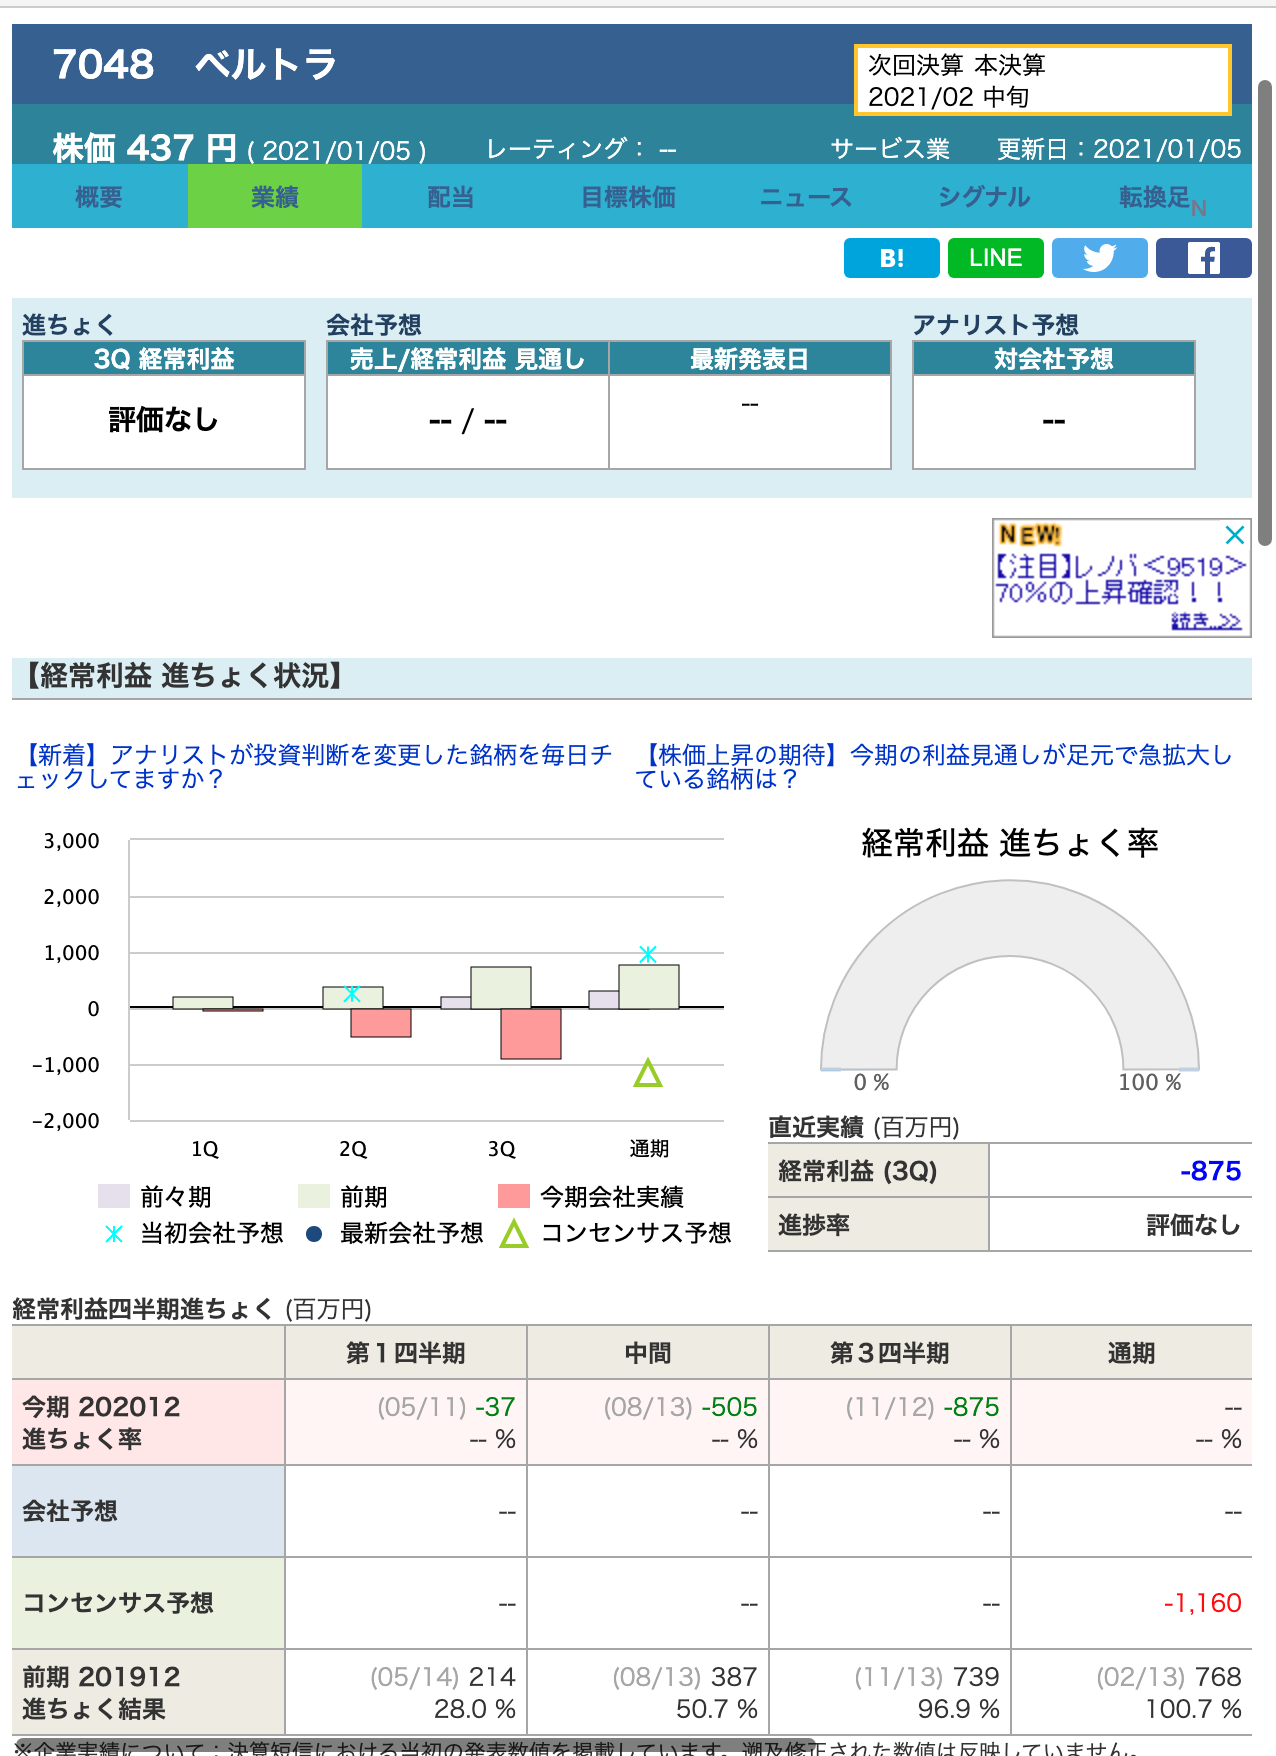 7048　ベルトラ
次回決算 本決算
2021/02 中旬
株価 437 円 ( 2021/01/05 )　レーティング： --　サービス業　更新日：2021/01/05
概要　業績　配当　目標株価　ニュース　シグナル　転換足N
B!　LINE
進ちょく　会社予想　アナリスト予想
3Q 経常利益　売上/経常利益 見通し　最新発表日　対会社予想
評価なし　-- / --　--　--
NEW!
【注目】レノバ＜9519＞
70%の上昇確認！！
続き..>>
【経常利益 進ちょく状況】
【新着】アナリストが投資判断を変更した銘柄を毎日チ
ェックしてますか？
【株価上昇の期待】今期の利益見通しが足元で急拡大し
ている銘柄は？
3,000
2,000
1,000
0
-1,000
-2,000
1Q　2Q　3Q　通期
前々期　前期　今期会社実績
当初会社予想　最新会社予想　コンセンサス予想
経常利益 進ちょく率
0 %　100 %
直近実績 (百万円)
経常利益 (3Q)　-875
進捗率　評価なし
経常利益四半期進ちょく (百万円)
第１四半期　中間　第３四半期　通期
今期 202012　(05/11) -37　(08/13) -505　(11/12) -875　--
進ちょく率　-- %　-- %　-- %　-- %
会社予想　--　--　--　--
コンセンサス予想　--　--　--　-1,160
前期 201912　(05/14) 214　(08/13) 387　(11/13) 739　(02/13) 768
進ちょく結果　28.0 %　50.7 %　96.9 %　100.7 %
※企業実績について：決算短信における当初の発表数値を掲載しています。遡及修正された数値は反映していません。